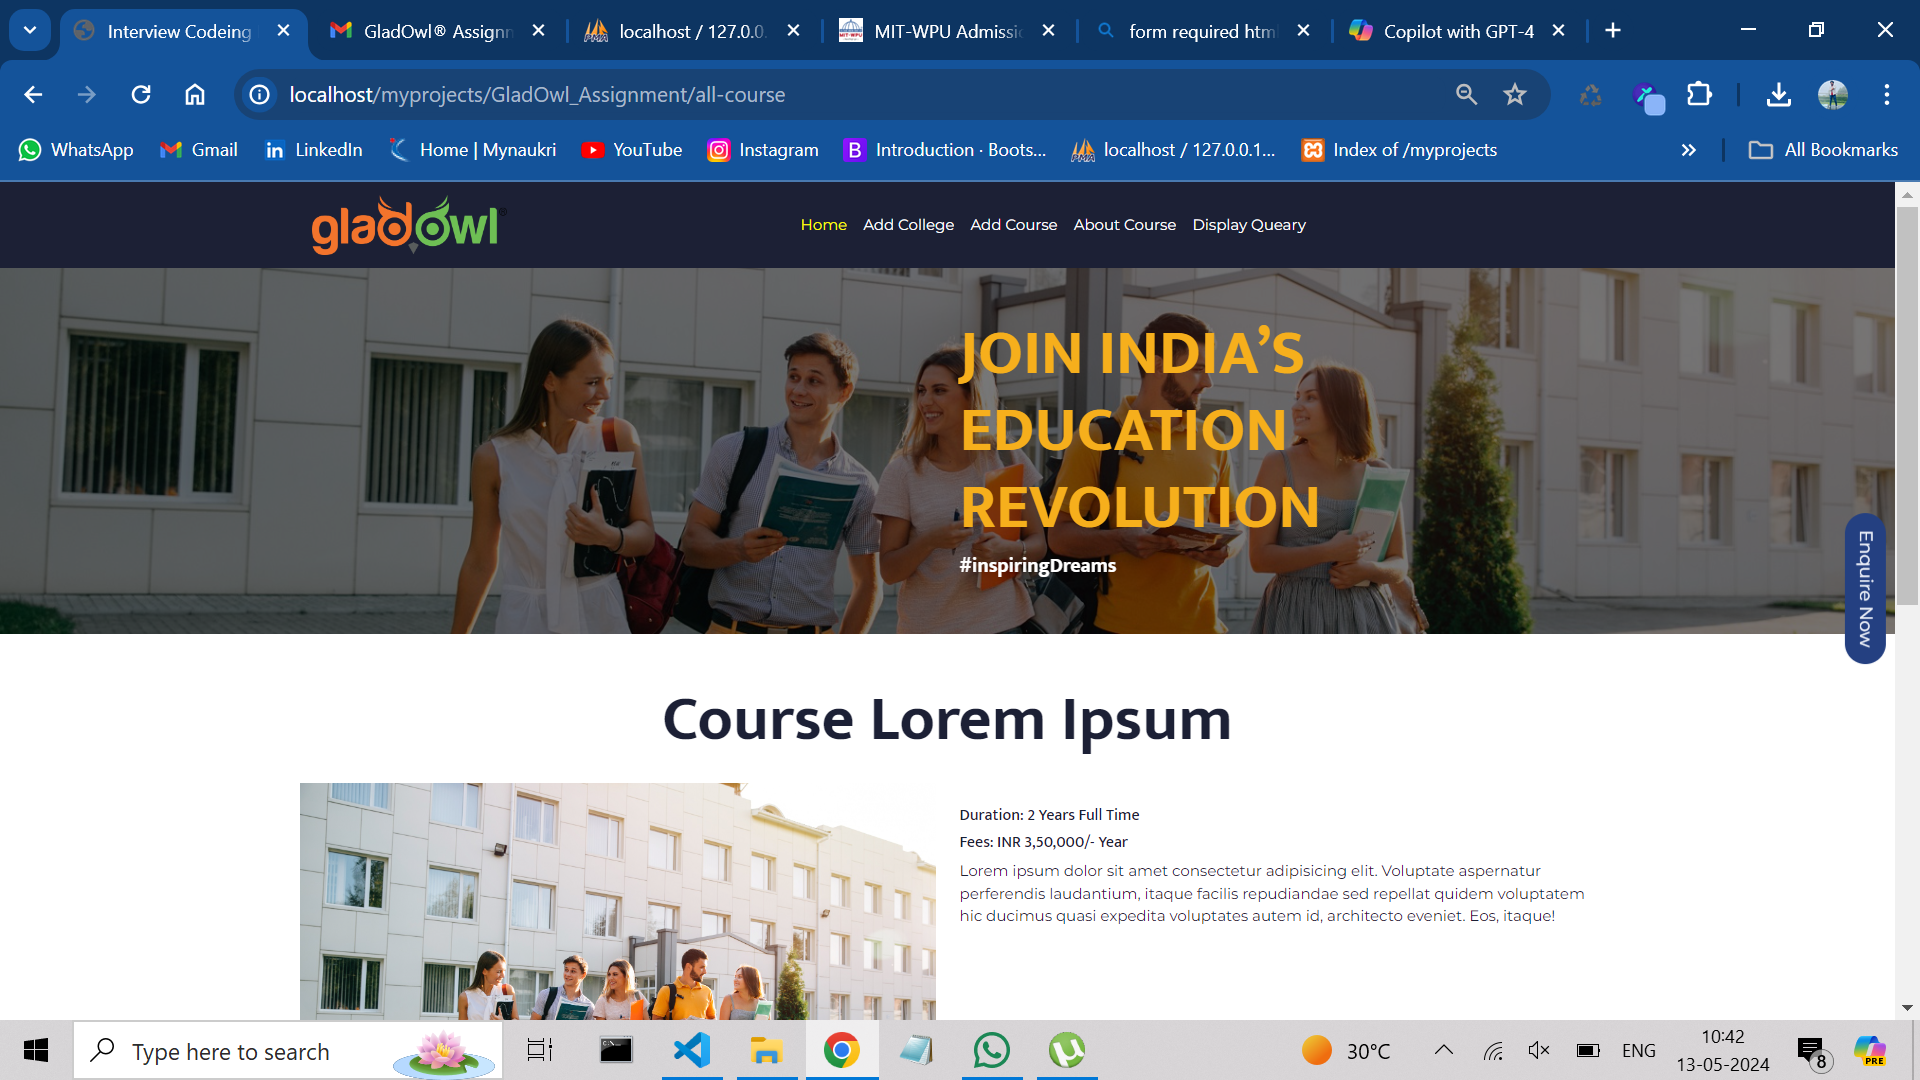 Interview Codeing
GladOwl® Assignn
localhost / 127.0.0.
MIT-WPU Admissic
form required html
Copilot with GPT-4
localhost/myprojects/GladOwl_Assignment/all-course
WhatsApp
Gmail
LinkedIn
Home | Mynaukri
YouTube
Instagram
B
Introduction · Boots...
localhost / 127.0.0.1...
Index of /myprojects
All Bookmarks
gladowl
Home
Add College
Add Course
About Course
Display Queary
JOIN INDIA’S
EDUCATION
REVOLUTION
#inspiringDreams
Enquire Now
Course Lorem Ipsum
Duration: 2 Years Full Time
Fees: INR 3,50,000/- Year
Lorem ipsum dolor sit amet consectetur adipisicing elit. Voluptate aspernatur
perferendis laudantium, itaque facilis repudiandae sed repellat quidem voluptatem
hic ducimus quasi expedita voluptates autem id, architecto eveniet. Eos, itaque!
Type here to search
30°C
ENG
10:42
13-05-2024
8
PRE